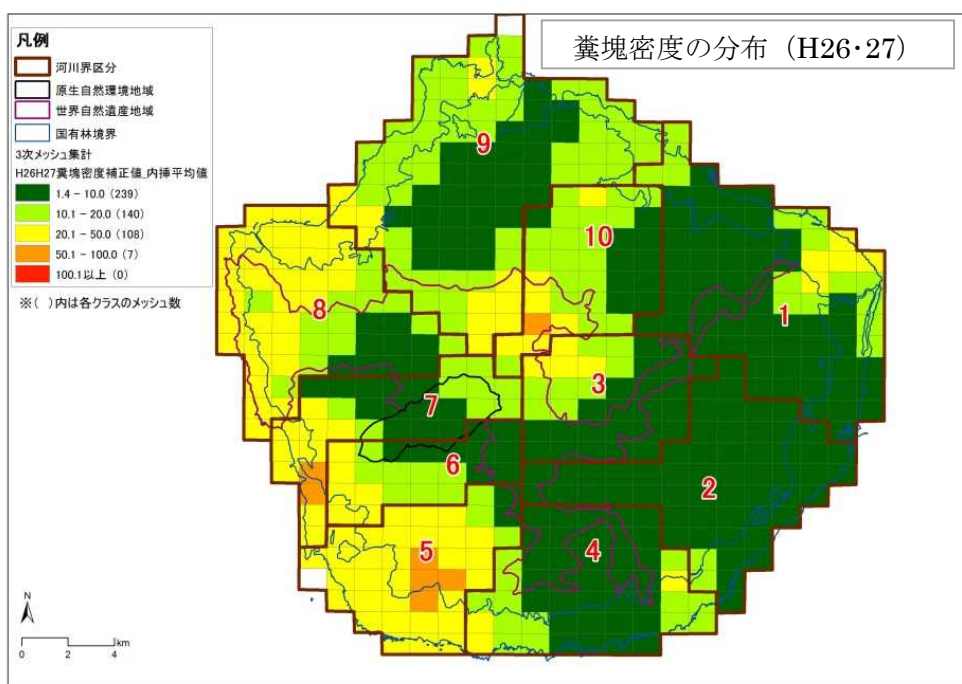 糞塊密度の分布（H26・27）
凡例
河川界区分
原生自然環境地域
世界自然遺産地域
国有林境界
3次メッシュ集計
H26H27糞塊密度補正値_内挿平均値
1.4 - 10.0 (239)
10.1 - 20.0 (140)
20.1 - 50.0 (108)
50.1 - 100.0 (7)
100.1以上 (0)
※( )内は各クラスのメッシュ数
9
10
1
8
3
7
6
2
5
4
N
0 2 4 km